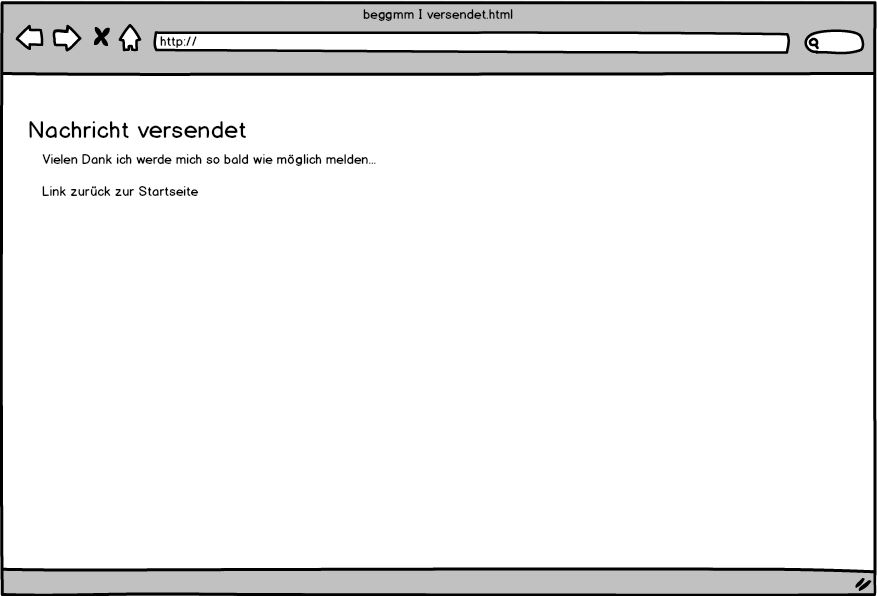 beggmm I versendet.html
http://
Nachricht versendet
Vielen Dank ich werde mich so bald wie möglich melden...
Link zurück zur Startseite